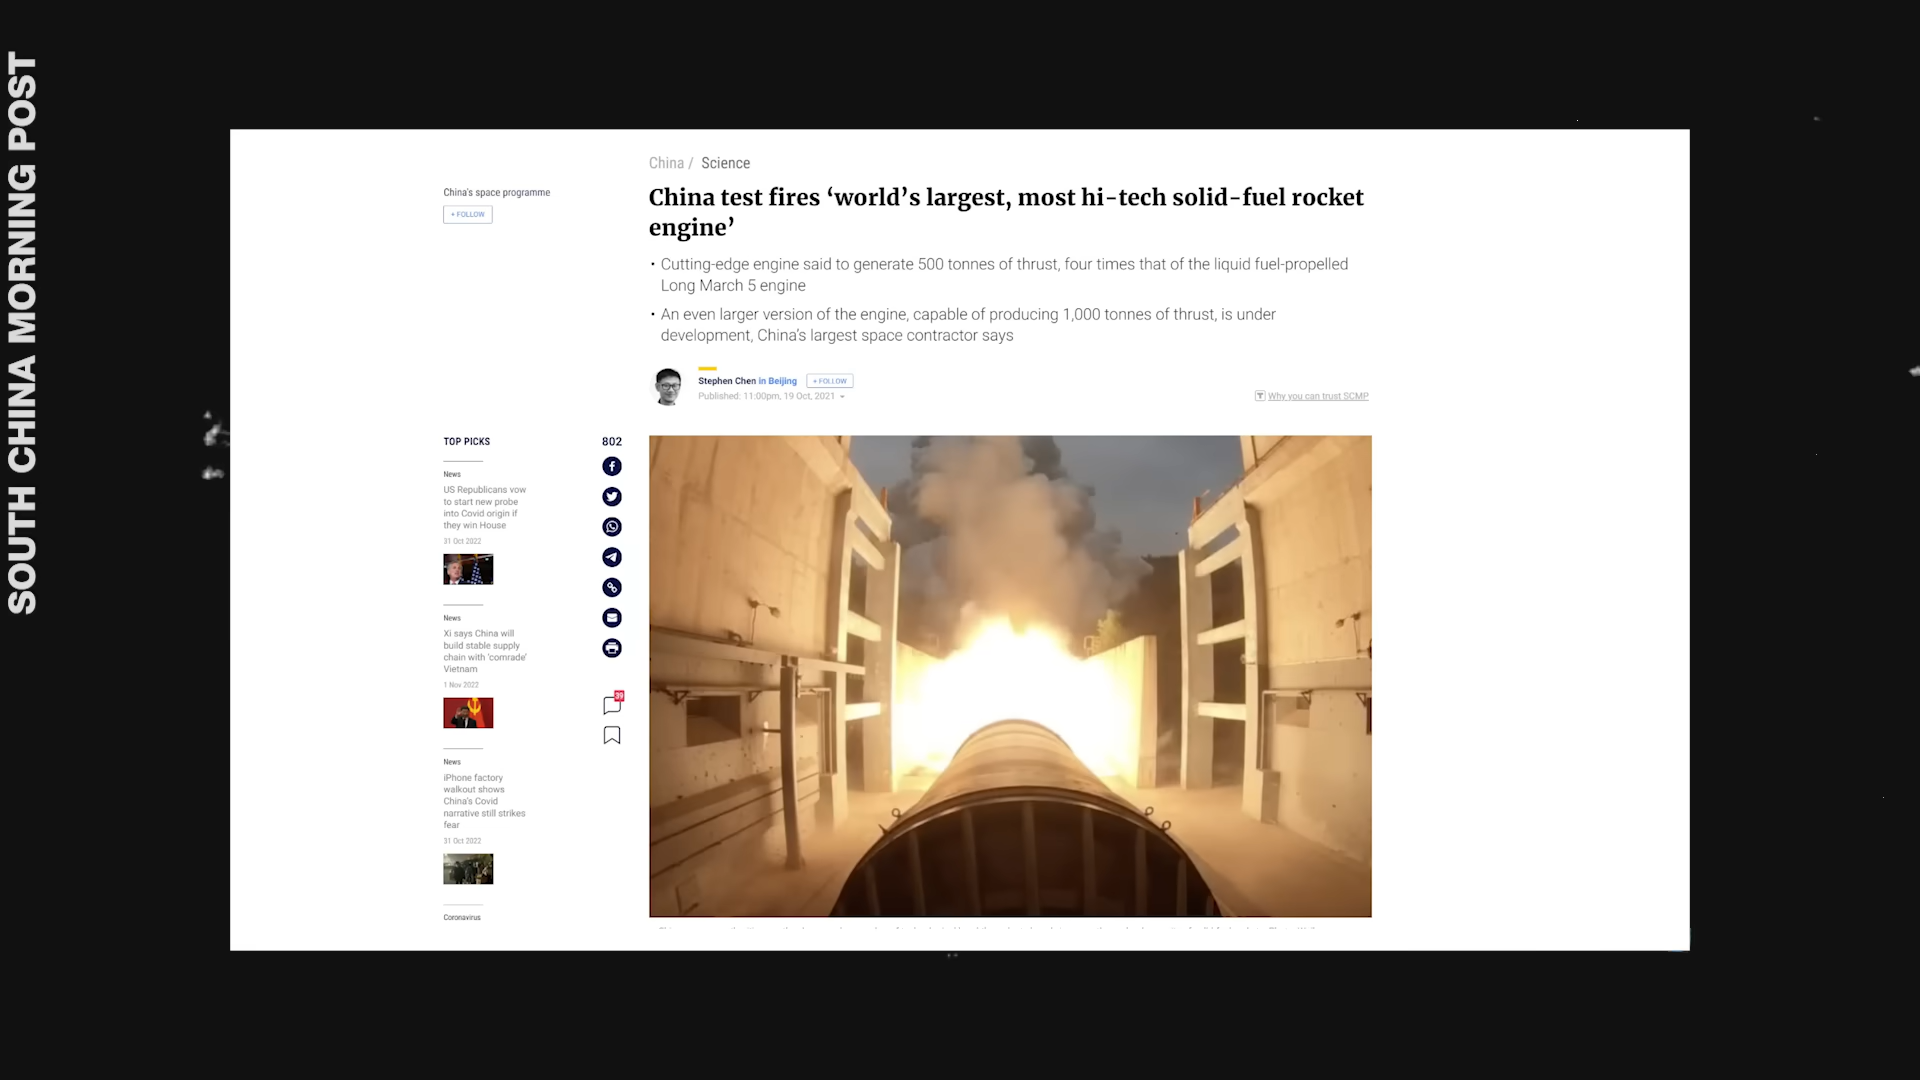 SOUTH CHINA MORNING POST
China / Science
China's space programme
+ FOLLOW
China test fires ‘world’s largest, most hi-tech solid-fuel rocket
engine’
• Cutting-edge engine said to generate 500 tonnes of thrust, four times that of the liquid fuel-propelled
Long March 5 engine
• An even larger version of the engine, capable of producing 1,000 tonnes of thrust, is under
development, China's largest space contractor says
Stephen Chen in Beijing
+ FOLLOW
Published: 11:00pm, 19 Oct, 2021
Why you can trust SCMP
TOP PICKS
802
News
US Republicans vow
to start new probe
into Covid origin if
they win House
31 Oct 2022
News
Xi says China will
build stable supply
chain with 'comrade'
Vietnam
1 Nov 2022
39
News
iPhone factory
walkout shows
China's Covid
narrative still strikes
fear
31 Oct 2022
Coronavirus